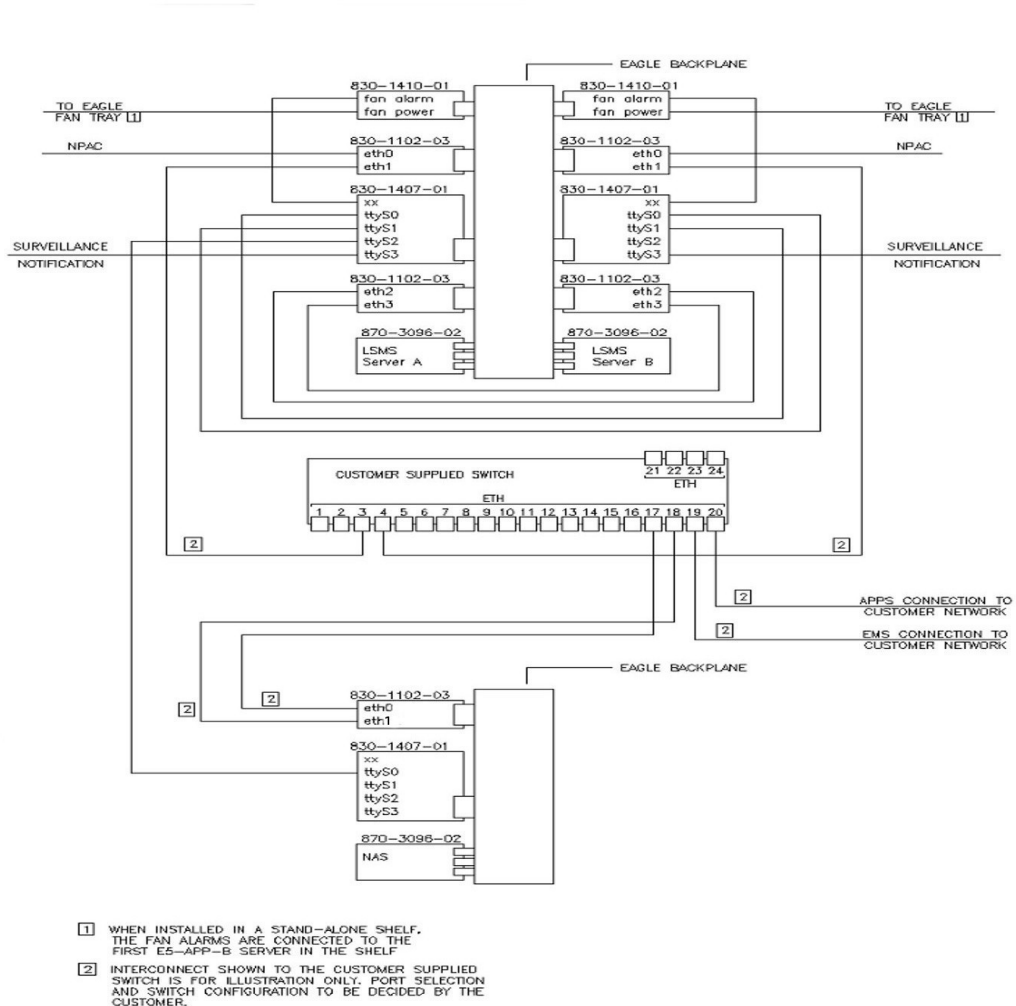 EAGLE BACKPLANE
830-1410-01
830-1410-01
fan alarm
fan alarm
fan power
fan power
TO EAGLE
FAN TRAY 1
TO EAGLE
FAN TRAY 1
830-1102-03
830-1102-03
NPAC
eth0
eth0
NPAC
eth1
eth1
830-1407-01
830-1407-01
xx
xx
ttyS0
ttyS0
ttyS1
ttyS1
ttyS2
ttyS2
ttyS3
ttyS3
SURVEILLANCE
NOTIFICATION
SURVEILLANCE
NOTIFICATION
830-1102-03
830-1102-03
eth2
eth2
eth3
eth3
870-3096-02
870-3096-02
LSMS
Server A
LSMS
Server B
CUSTOMER SUPPLIED SWITCH
21 22 23 24
ETH
ETH
1 2 3 4 5 6 7 8 9 10 11 12 13 14 15 16 17 18 19 20
2
2
2
APPS CONNECTION TO
CUSTOMER NETWORK
2
EMS CONNECTION TO
CUSTOMER NETWORK
EAGLE BACKPLANE
2
2
830-1102-03
eth0
eth1
830-1407-01
xx
ttyS0
ttyS1
ttyS2
ttyS3
870-3096-02
NAS
1 WHEN INSTALLED IN A STAND-ALONE SHELF,
THE FAN ALARMS ARE CONNECTED TO THE
FIRST E5-APP-B SERVER IN THE SHELF
2 INTERCONNECT SHOWN TO THE CUSTOMER SUPPLIED
SWITCH IS FOR ILLUSTRATION ONLY. PORT SELECTION
AND SWITCH CONFIGURATION TO BE DECIDED BY THE
CUSTOMER.